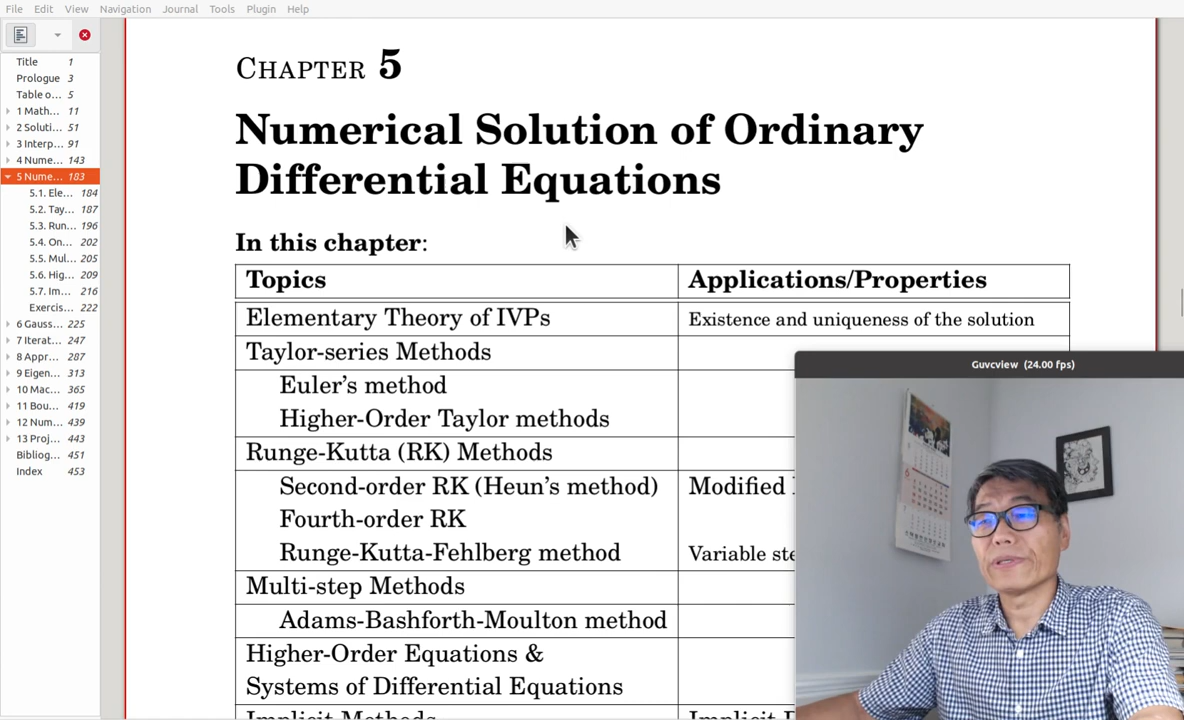 File Edit View Navigation Journal Tools Plugin Help
Title 1
Prologue 3
Table o... 5
1 Math... 11
2 Soluti... 51
3 Interp... 91
4 Nume... 143
5 Nume... 183
5.1. Ele... 184
5.2. Tay... 187
5.3. Run... 196
5.4. On... 202
5.5. Mul... 205
5.6. Hig... 209
5.7. Im... 216
Exercis... 222
6 Gauss... 225
7 Iterat... 247
8 Appr... 287
9 Eigen... 313
10 Mac... 365
11 Bou... 419
12 Num... 439
13 Proj... 443
Bibliog... 451
Index 453
CHAPTER 5
Numerical Solution of Ordinary
Differential Equations
In this chapter:
Topics Applications/Properties
Elementary Theory of IVPs Existence and uniqueness of the solution
Taylor-series Methods
Euler's method
Higher-Order Taylor methods
Runge-Kutta (RK) Methods
Second-order RK (Heun's method) Modified
Fourth-order RK
Runge-Kutta-Fehlberg method Variable ste
Multi-step Methods
Adams-Bashforth-Moulton method
Higher-Order Equations &
Systems of Differential Equations
Implicit Methods Implicit
Guvcview (24.00 fps)